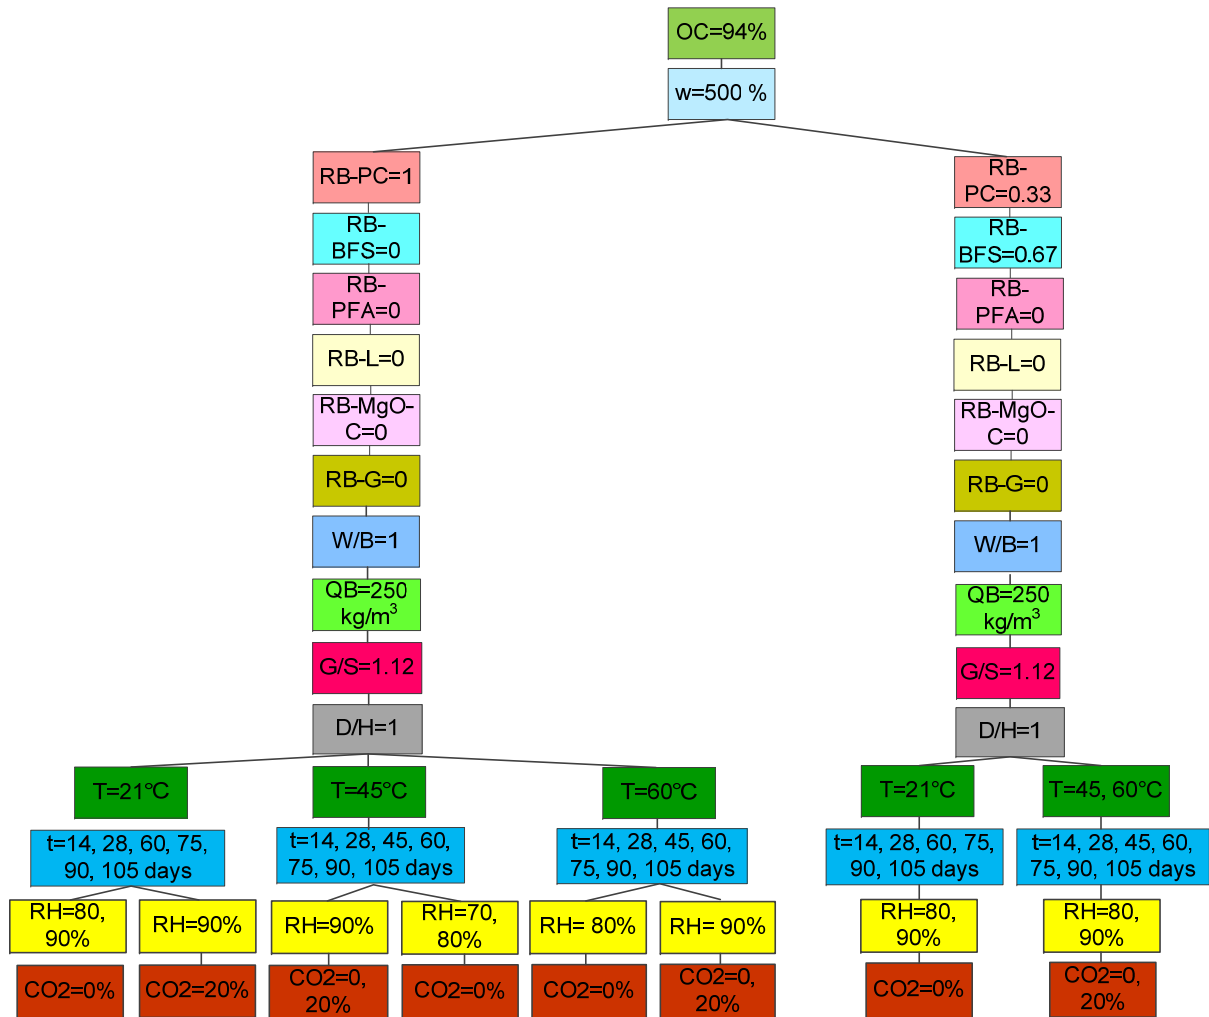 OC=94%
w=500 %
RB-PC=1
RB-
BFS=0
RB-
PFA=0
RB-L=0
RB-MgO-
C=0
RB-G=0
W/B=1
QB=250
kg/m³
G/S=1.12
D/H=1
T=21°C
t=14, 28, 60, 75,
90, 105 days
RH=80,
90%
CO2=0%
RH=90%
CO2=20%
T=45°C
t=14, 28, 45, 60,
75, 90, 105 days
RH=90%
CO2=0,
20%
RH=70,
80%
CO2=0%
T=60°C
t=14, 28, 45, 60,
75, 90, 105 days
RH= 80%
CO2=0%
RH= 90%
CO2=0,
20%
RB-
PC=0.33
RB-
BFS=0.67
RB-
PFA=0
RB-L=0
RB-MgO-
C=0
RB-G=0
W/B=1
QB=250
kg/m³
G/S=1.12
D/H=1
T=21°C
t=14, 28, 60, 75,
90, 105 days
RH=80,
90%
CO2=0%
T=45, 60°C
t=14, 28, 45, 60,
75, 90, 105 days
RH=80,
90%
CO2=0,
20%